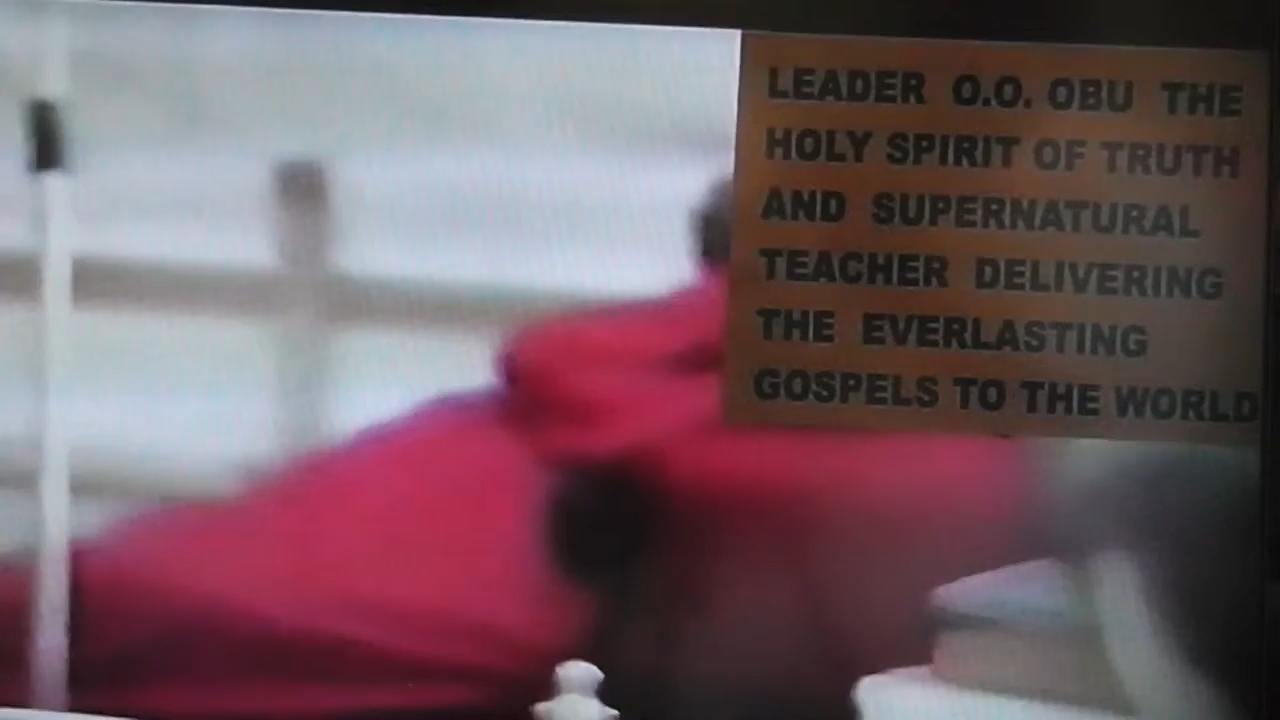 LEADER O.O. OBU THE
HOLY SPIRIT OF TRUTH
AND SUPERNATURAL
TEACHER DELIVERING
THE EVERLASTING
GOSPELS TO THE WORLD